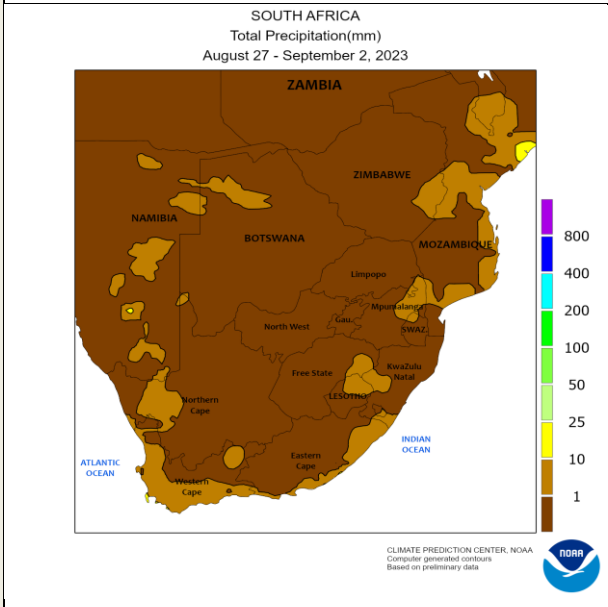 SOUTH AFRICA
Total Precipitation(mm)
August 27 - September 2, 2023
ZAMBIA
ZIMBABWE
NAMIBIA
BOTSWANA
MOZAMBIQUE
Limpopo
Mpumalanga
North West
Gau.
SWAZ.
Free State
KwaZulu
Natal
LESOTHO
Northern
Cape
Eastern
Cape
Western
Cape
ATLANTIC
OCEAN
INDIAN
OCEAN
800
400
200
100
50
25
10
1
CLIMATE PREDICTION CENTER, NOAA
Computer generated contours
Based on preliminary data
NOAA